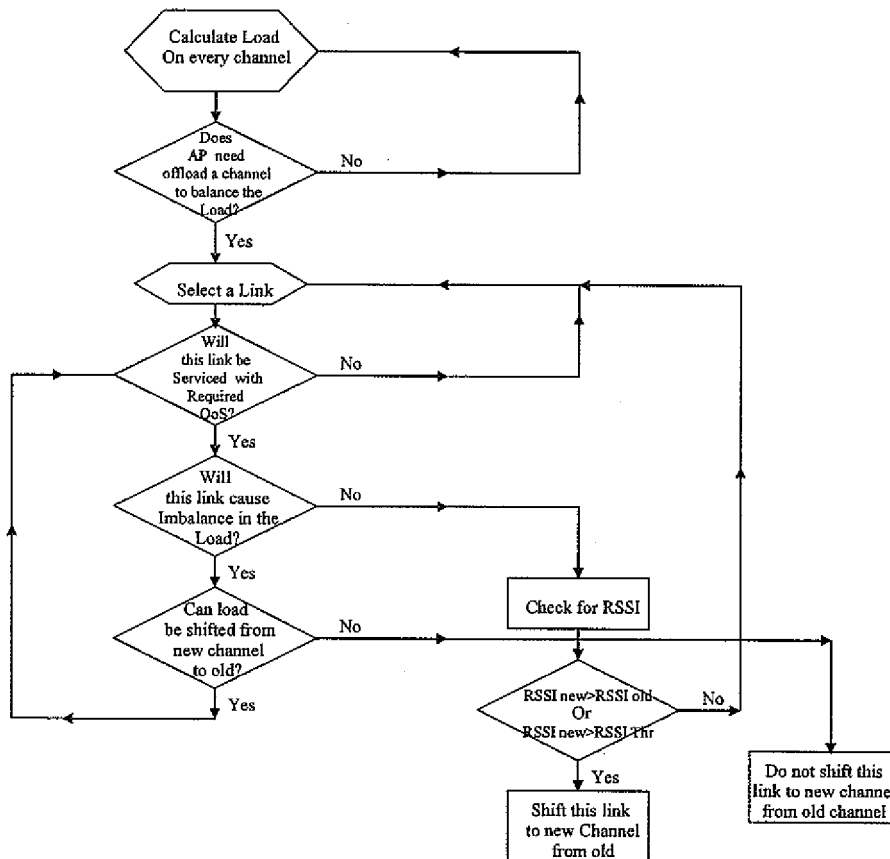 Calculate Load
On every channel
Does
AP need
offload a channel
to balance the
Load?
No
Yes
Select a Link
Will
this link be
Serviced with
Required
QoS?
No
Yes
Will
this link cause
Imbalance in the
Load?
No
Yes
Check for RSSI
Can load
be shifted from
new channel
to old?
No
Yes
RSSI new>RSSI old
Or
RSSI new>RSSI Thr
No
Yes
Do not shift this
link to new channel
from old channel
Shift this link
to new Channel
from old